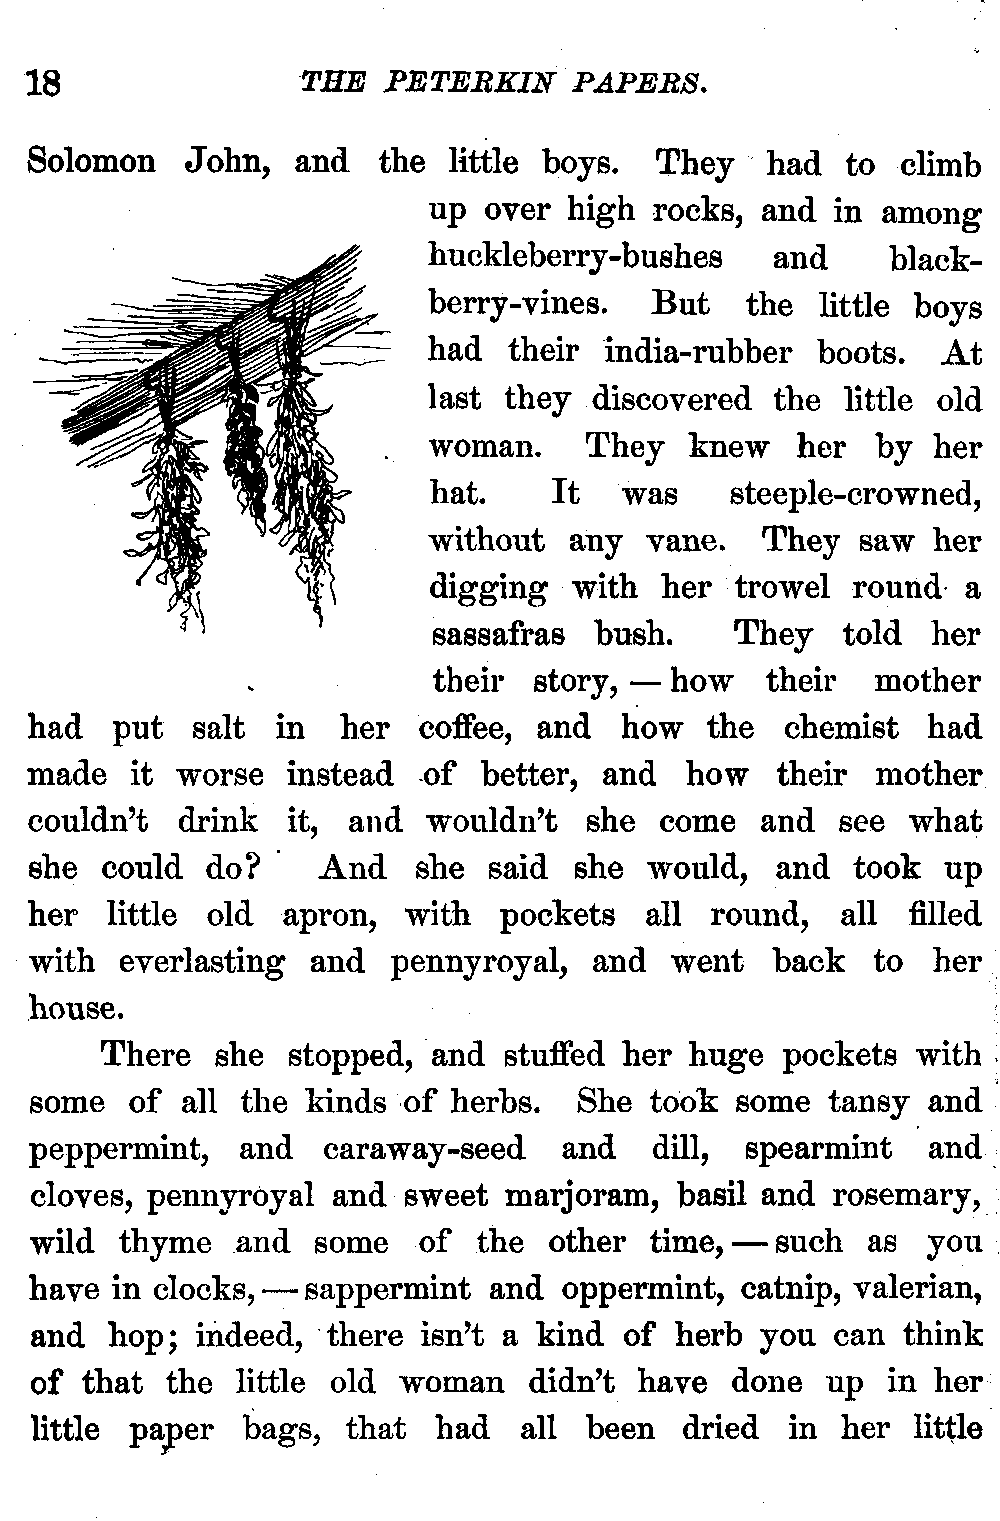 18 THE PETERKIN PAPERS.
Solomon John, and the little boys. They had to climb
up over high rocks, and in among
huckleberry-bushes and black-
berry-vines. But the little boys
had their india-rubber boots. At
last they discovered the little old
woman. They knew her by her
hat. It was steeple-crowned,
without any vane. They saw her
digging with her trowel round a
sassafras bush. They told her
their story, — how their mother
had put salt in her coffee, and how the chemist had
made it worse instead of better, and how their mother
couldn't drink it, and wouldn't she come and see what
she could do? And she said she would, and took up
her little old apron, with pockets all round, all filled
with everlasting and pennyroyal, and went back to her
house.
There she stopped, and stuffed her huge pockets with
some of all the kinds of herbs. She took some tansy and
peppermint, and caraway-seed and dill, spearmint and
cloves, pennyroyal and sweet marjoram, basil and rosemary,
wild thyme and some of the other time, — such as you
have in clocks, — sappermint and oppermint, catnip, valerian,
and hop; indeed, there isn't a kind of herb you can think
of that the little old woman didn't have done up in her
little paper bags, that had all been dried in her little